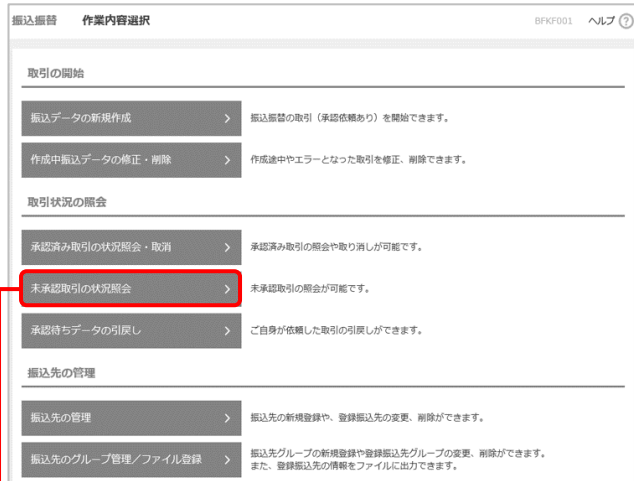 振込振替 作業内容選択 BFKF001 ヘルプ ?
取引の開始
振込データの新規作成 > 振込振替の取引（承認依頼あり）を開始できます。
作成中振込データの修正・削除 > 作成途中やエラーとなった取引を修正、削除できます。
取引状況の照会
承認済み取引の状況照会・取消 > 承認済み取引の照会や取り消しが可能です。
未承認取引の状況照会 > 未承認取引の照会が可能です。
承認待ちデータの引戻し > ご自身が依頼した取引の引戻しができます。
振込先の管理
振込先の管理 > 振込先の新規登録や、登録振込先の変更、削除ができます。
振込先のグループ管理／ファイル登録 > 振込先グループの新規登録や登録振込先グループの変更、削除ができます。
また、登録振込先の情報をファイルに出力できます。